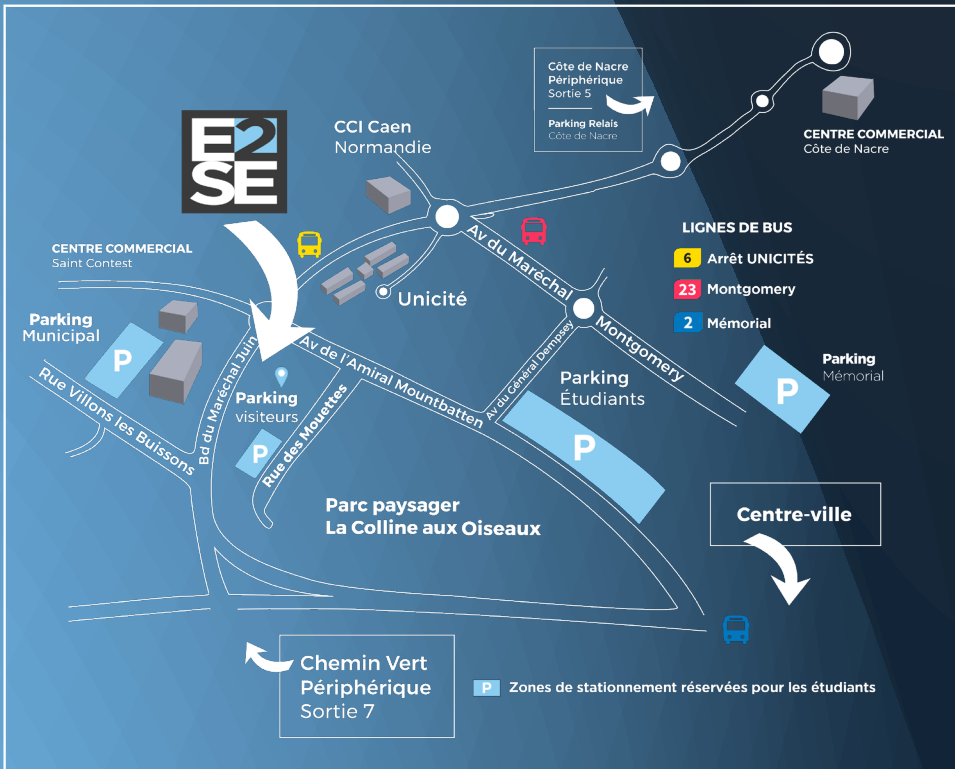 Côte de Nacre
Périphérique
Sortie 5
Parking Relais
Côte de Nacre
CENTRE COMMERCIAL
Côte de Nacre
E2
SE
CCI Caen
Normandie
CENTRE COMMERCIAL
Saint Contest
Unicité
Av du Maréchal
Montgomery
LIGNES DE BUS
6 Arrêt UNICITÉS
23 Montgomery
2 Mémorial
Parking
Municipal
P
Rue Villons les Buissons
Bd du Maréchal Juin
Av de l'Amiral Mountbatten
Av du Général Dempsey
Parking
visiteurs
P
Rue des Mouettes
Parking
Étudiants
P
Parking
Mémorial
P
Parc paysager
La Colline aux Oiseaux
Centre-ville
Chemin Vert
Périphérique
Sortie 7
P Zones de stationnement réservées pour les étudiants